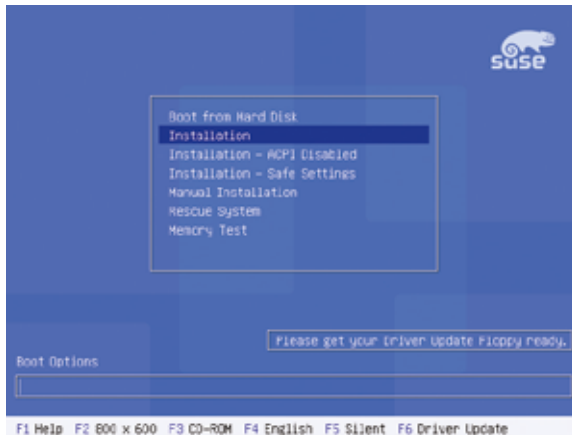 suse
Boot from Hard Disk
Installation
Installation - ACPI Disabled
Installation - Safe Settings
Manual Installation
Rescue System
Memory Test
Please get your Driver Update Floppy ready.
Boot Options
F1 Help F2 800 x 600 F3 CD-ROM F4 English F5 Silent F6 Driver Update